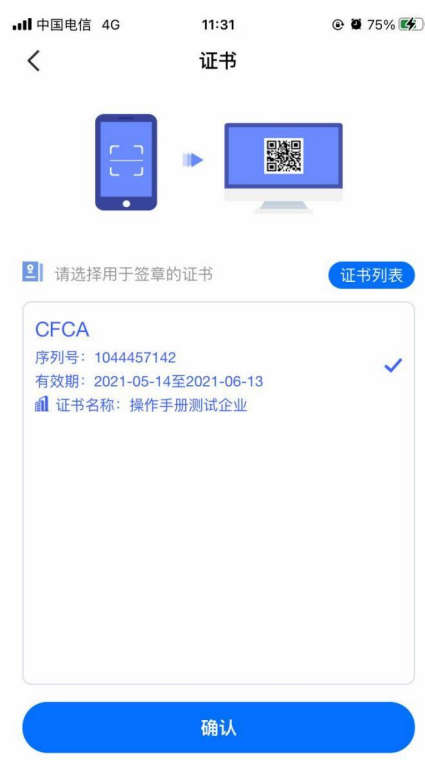 中国电信 4G 11:31 75%
证书
请选择用于签章的证书 证书列表
CFCA
序列号：1044457142
有效期：2021-05-14至2021-06-13
证书名称：操作手册测试企业
确认